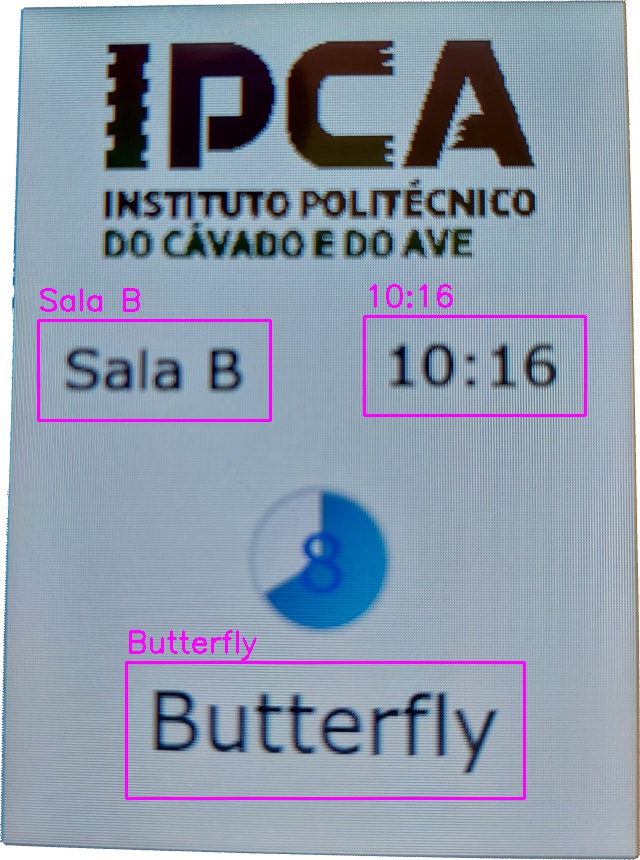 IPCA
INSTITUTO POLITÉCNICO
DO CÁVADO E DO AVE
Sala B
10:16
Sala B
10:16
8
Butterfly
Butterfly